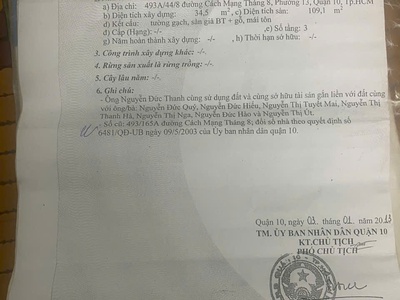 a) Địa chỉ: 493A/44/8 đường Cách Mạng Tháng 8, Phường 13, Quận 10, Tp.HCM
b) Diện tích xây dựng: 34,5 m², c) Diện tích sàn: 109,1 m²
d) Kết cấu: tường gạch, sàn giả BT + gỗ, mái tôn
đ) Cấp (Hạng): -/- e) Số tầng: 3
g) Năm hoàn thành xây dựng: -/- h) Thời hạn sở hữu: -/-
3. Công trình xây dựng khác: -/-
4. Rừng sản xuất là rừng trồng: -/-
5. Cây lâu năm: -/-
6. Ghi chú:
- Ông Nguyễn Đức Thanh cùng sử dụng đất và cùng sở hữu tài sản gắn liền với đất cùng
với ông/bà: Nguyễn Đức Quý, Nguyễn Đức Hiếu, Nguyễn Thị Tuyết Mai, Nguyễn Thị
Thanh Hà, Nguyễn Thị Nga, Nguyễn Đức Hào và Nguyễn Thị Út.
- Số cũ: 493/165A đường Cách Mạng Tháng 8; đổi số nhà theo quyết định số
6481/QĐ-UB ngày 09/5/2003 của Ủy ban nhân dân quận 10.
Quận 10, ngày 03 tháng 01 năm 2013
TM. ỦY BAN NHÂN DÂN QUẬN 10
KT.CHỦ TỊCH
PHÓ CHỦ TỊCH